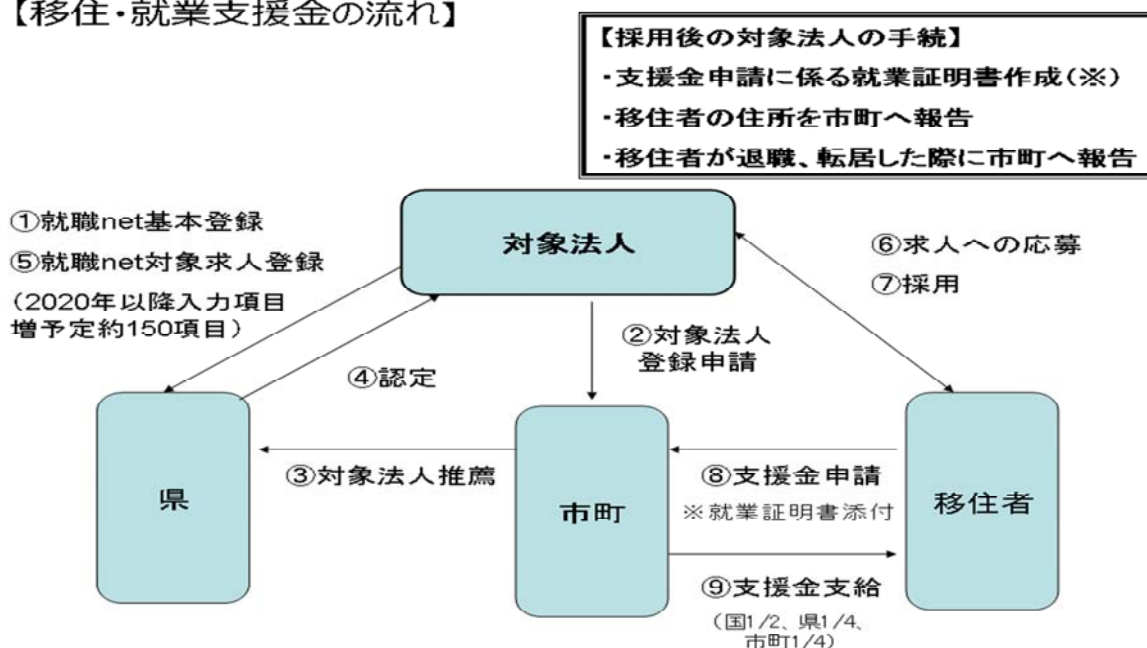 【移住・就業支援金の流れ】
【採用後の対象法人の手続】
・支援金申請に係る就業証明書作成(※)
・移住者の住所を市町へ報告
・移住者が退職、転居した際に市町へ報告
①就職net基本登録
⑤就職net対象求人登録
(2020年以降入力項目
増予定約150項目)
対象法人
⑥求人への応募
⑦採用
②対象法人
登録申請
④認定
県
③対象法人推薦
市町
⑧支援金申請
※就業証明書添付
移住者
⑨支援金支給
(国1/2、県1/4、
市町1/4)